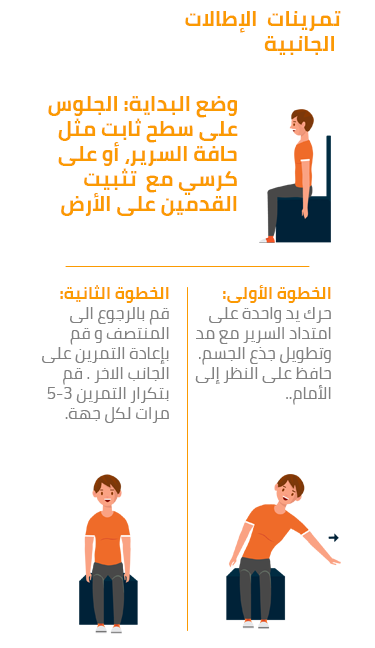 تمرينات الإطالات
الجانبية
وضع البداية: الجلوس
على سطح ثابت مثل
حافة السرير، أو على
كرسي مع تثبيت
القدمين على الأرض
الخطوة الأولى:
حرك يد واحدة على
امتداد السرير مع مد
وتطويل جذع الجسم.
حافظ على النظر إلى
الأمام..
الخطوة الثانية:
قم بالرجوع الى
المنتصف و قم
بإعادة التمرين على
الجانب الاخر . قم
بتكرار التمرين 3-5
مرات لكل جهة.